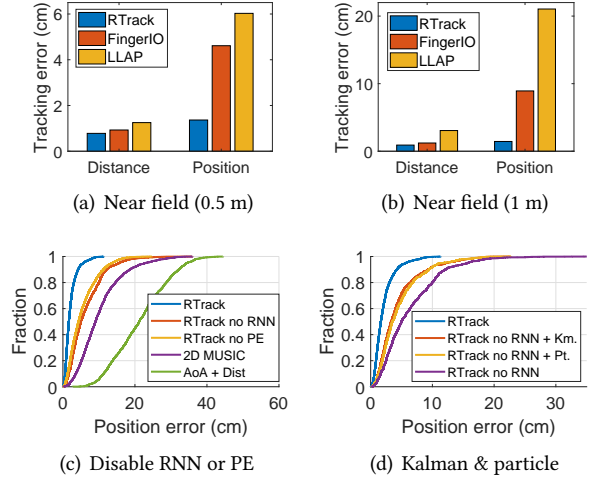 Tracking error (cm)
6
4
2
0
RTrack
FingerIO
LLAP
Distance
Position
(a) Near field (0.5 m)
Tracking error (cm)
20
10
0
RTrack
FingerIO
LLAP
Distance
Position
(b) Near field (1 m)
Fraction
1
0.8
0.6
0.4
0.2
0
RTrack
RTrack no RNN
RTrack no PE
2D MUSIC
AoA + Dist
0 20 40 60
Position error (cm)
(c) Disable RNN or PE
Fraction
1
0.8
0.6
0.4
0.2
0
RTrack
RTrack no RNN + Km.
RTrack no RNN + Pt.
RTrack no RNN
0 10 20 30
Position error (cm)
(d) Kalman & particle